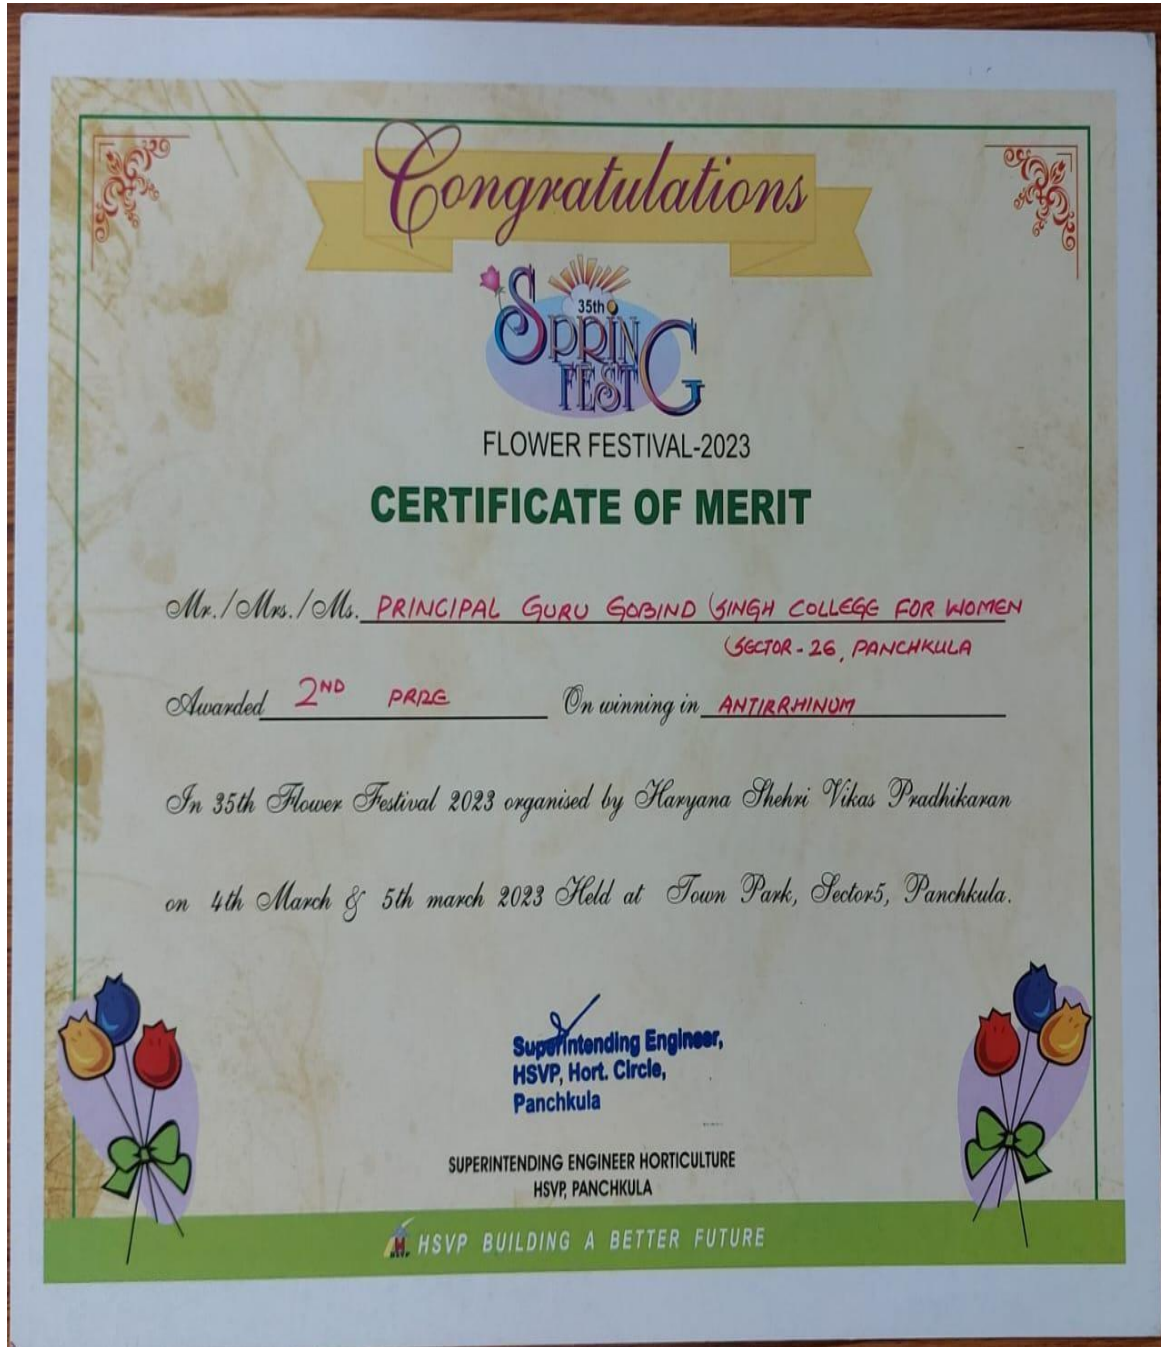 Congratulations
35th
SPRING
FEST
FLOWER FESTIVAL-2023
CERTIFICATE OF MERIT
Mr./Mrs./Ms. PRINCIPAL GURU GOBIND SINGH COLLEGE FOR WOMEN
SECTOR-26, PANCHKULA
Awarded 2ND PRIZE On winning in ANTIRRHINUM
In 35th Flower Festival 2023 organised by Haryana Shehri Vikas Pradhikaran
on 4th March & 5th march 2023 Held at Town Park, Sector5, Panchkula.
Superintending Engineer,
HSVP, Hort. Circle,
Panchkula
SUPERINTENDING ENGINEER HORTICULTURE
HSVP, PANCHKULA
HSVP HSVP BUILDING A BETTER FUTURE